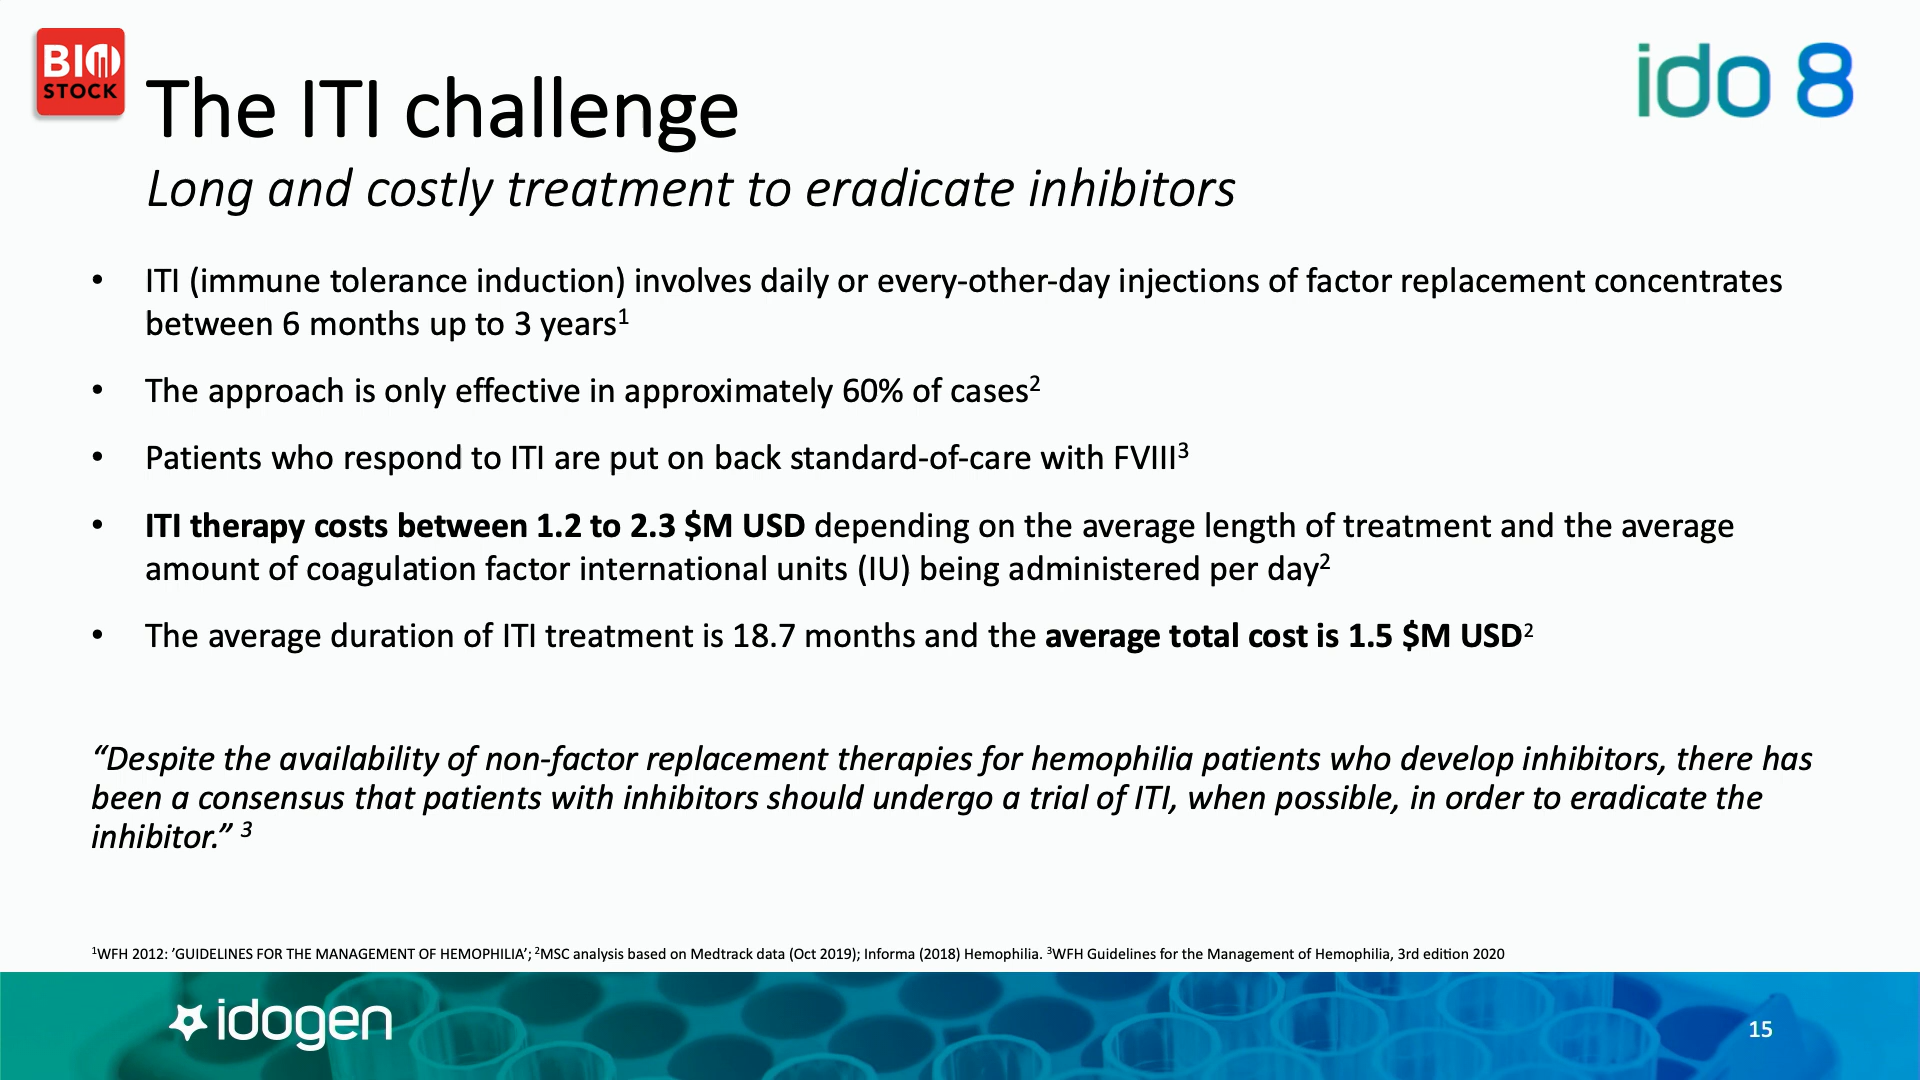 BIO
STOCK
ido 8
The ITI challenge
Long and costly treatment to eradicate inhibitors
• ITI (immune tolerance induction) involves daily or every-other-day injections of factor replacement concentrates
between 6 months up to 3 years¹
• The approach is only effective in approximately 60% of cases²
• Patients who respond to ITI are put on back standard-of-care with FVIII³
• ITI therapy costs between 1.2 to 2.3 $M USD depending on the average length of treatment and the average
amount of coagulation factor international units (IU) being administered per day²
• The average duration of ITI treatment is 18.7 months and the average total cost is 1.5 $M USD²
“Despite the availability of non-factor replacement therapies for hemophilia patients who develop inhibitors, there has
been a consensus that patients with inhibitors should undergo a trial of ITI, when possible, in order to eradicate the
inhibitor.” ³
¹WFH 2012: ’GUIDELINES FOR THE MANAGEMENT OF HEMOPHILIA’; ²MSC analysis based on Medtrack data (Oct 2019); Informa (2018) Hemophilia. ³WFH Guidelines for the Management of Hemophilia, 3rd edition 2020
idogen
15